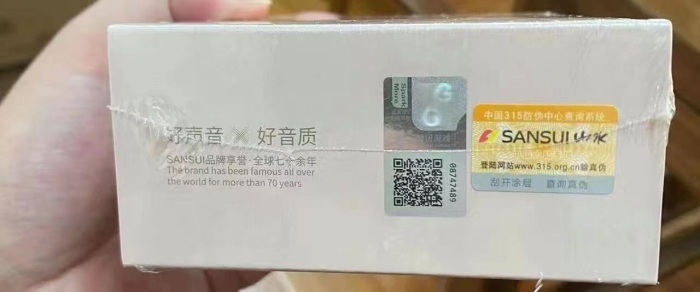 好声音 × 好音质
SANSUI品牌享誉·全球七十余年
The brand has been famous all over
the world for more than 70 years
Square
More
GG
08747489
中国315防伪中心查询系统
SANSUI 山水
登陆网站www.315.org.cn验真伪
刮开涂层 查询真伪